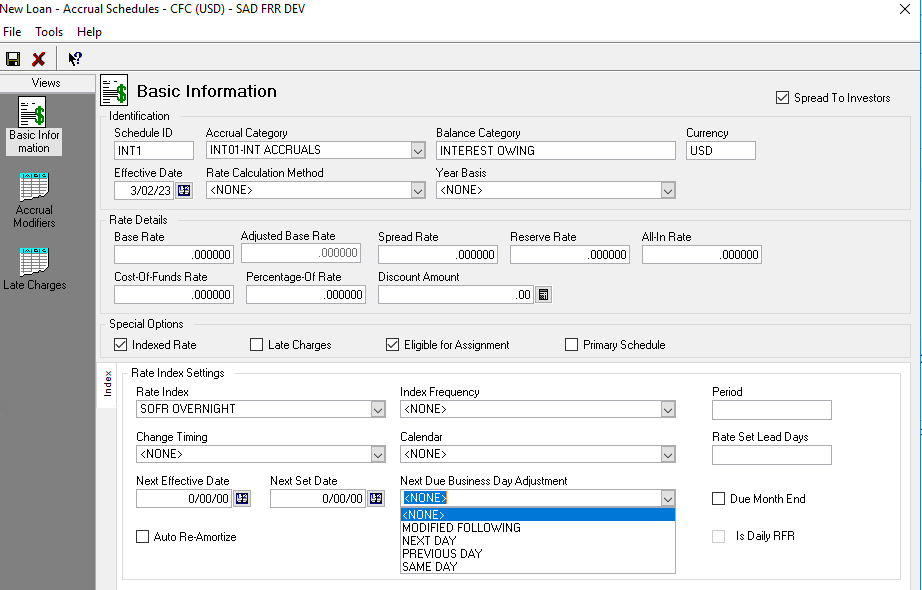 New Loan - Accrual Schedules - CFC (USD) - SAD FRR DEV
File Tools Help
Views
Basic Infor
mation
Accrual
Modifiers
Late Charges
Basic Information
Spread To Investors
Identification
Schedule ID Accrual Category Balance Category Currency
INT1 INT01-INT ACCRUALS INTEREST OWING USD
Effective Date Rate Calculation Method Year Basis
3/02/23 <NONE> <NONE>
Rate Details
Base Rate Adjusted Base Rate Spread Rate Reserve Rate All-In Rate
.000000 .000000 .000000 .000000 .000000
Cost-Of-Funds Rate Percentage-Of Rate Discount Amount
.000000 .000000 .00
Special Options
Indexed Rate Late Charges Eligible for Assignment Primary Schedule
Index
Rate Index Settings
Rate Index Index Frequency Period
SOFR OVERNIGHT <NONE>
Change Timing Calendar Rate Set Lead Days
<NONE> <NONE>
Next Effective Date Next Set Date Next Due Business Day Adjustment
0/00/00 0/00/00 <NONE> Due Month End
<NONE>
MODIFIED FOLLOWING
NEXT DAY
PREVIOUS DAY
SAME DAY
Auto Re-Amortize Is Daily RFR